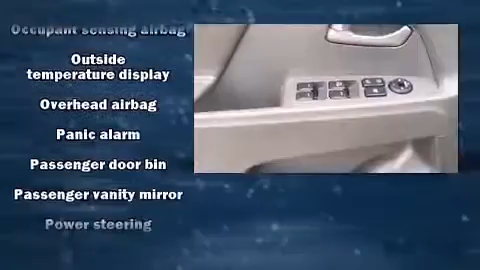 Occupant sensing airbag
Outside
temperature display
Overhead airbag
Panic alarm
Passenger door bin
Passenger vanity mirror
Power steering